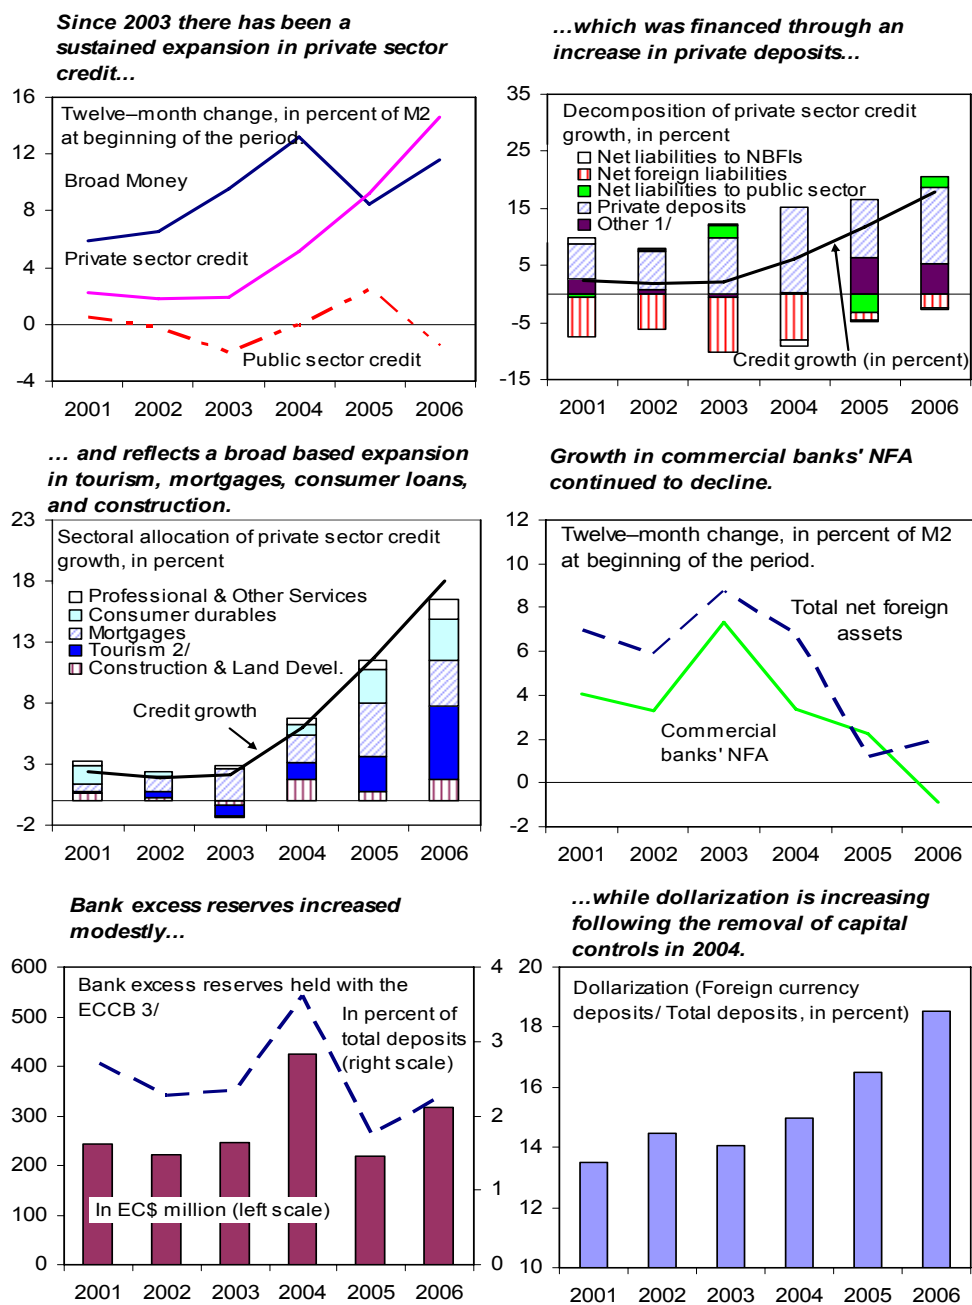 Since 2003 there has been a
sustained expansion in private sector
credit...
16
12
8
4
0
-4
Twelve–month change, in percent of M2
at beginning of the period.
Broad Money
Private sector credit
Public sector credit
2001 2002 2003 2004 2005 2006
...which was financed through an
increase in private deposits...
35
25
15
5
-5
-15
Decomposition of private sector credit
growth, in percent
Net liabilities to NBFIs
Net foreign liabilities
Net liabilities to public sector
Private deposits
Other 1/
Credit growth (in percent)
2001 2002 2003 2004 2005 2006
... and reflects a broad based expansion
in tourism, mortgages, consumer loans,
and construction.
23
18
13
8
3
-2
Sectoral allocation of private sector credit
growth, in percent
Professional & Other Services
Consumer durables
Mortgages
Tourism 2/
Construction & Land Devel.
Credit growth
2001 2002 2003 2004 2005 2006
Growth in commercial banks' NFA
continued to decline.
12
10
8
6
4
2
0
-2
Twelve–month change, in percent of M2
at beginning of the period.
Total net foreign
assets
Commercial
banks' NFA
2001 2002 2003 2004 2005 2006
Bank excess reserves increased
modestly...
600
500
400
300
200
100
0
Bank excess reserves held with the
ECCB 3/
In percent of
total deposits
(right scale)
In EC$ million (left scale)
4
3
2
1
0
2001 2002 2003 2004 2005 2006
...while dollarization is increasing
following the removal of capital
controls in 2004.
20
18
16
14
12
10
Dollarization (Foreign currency
deposits/ Total deposits, in percent)
2001 2002 2003 2004 2005 2006